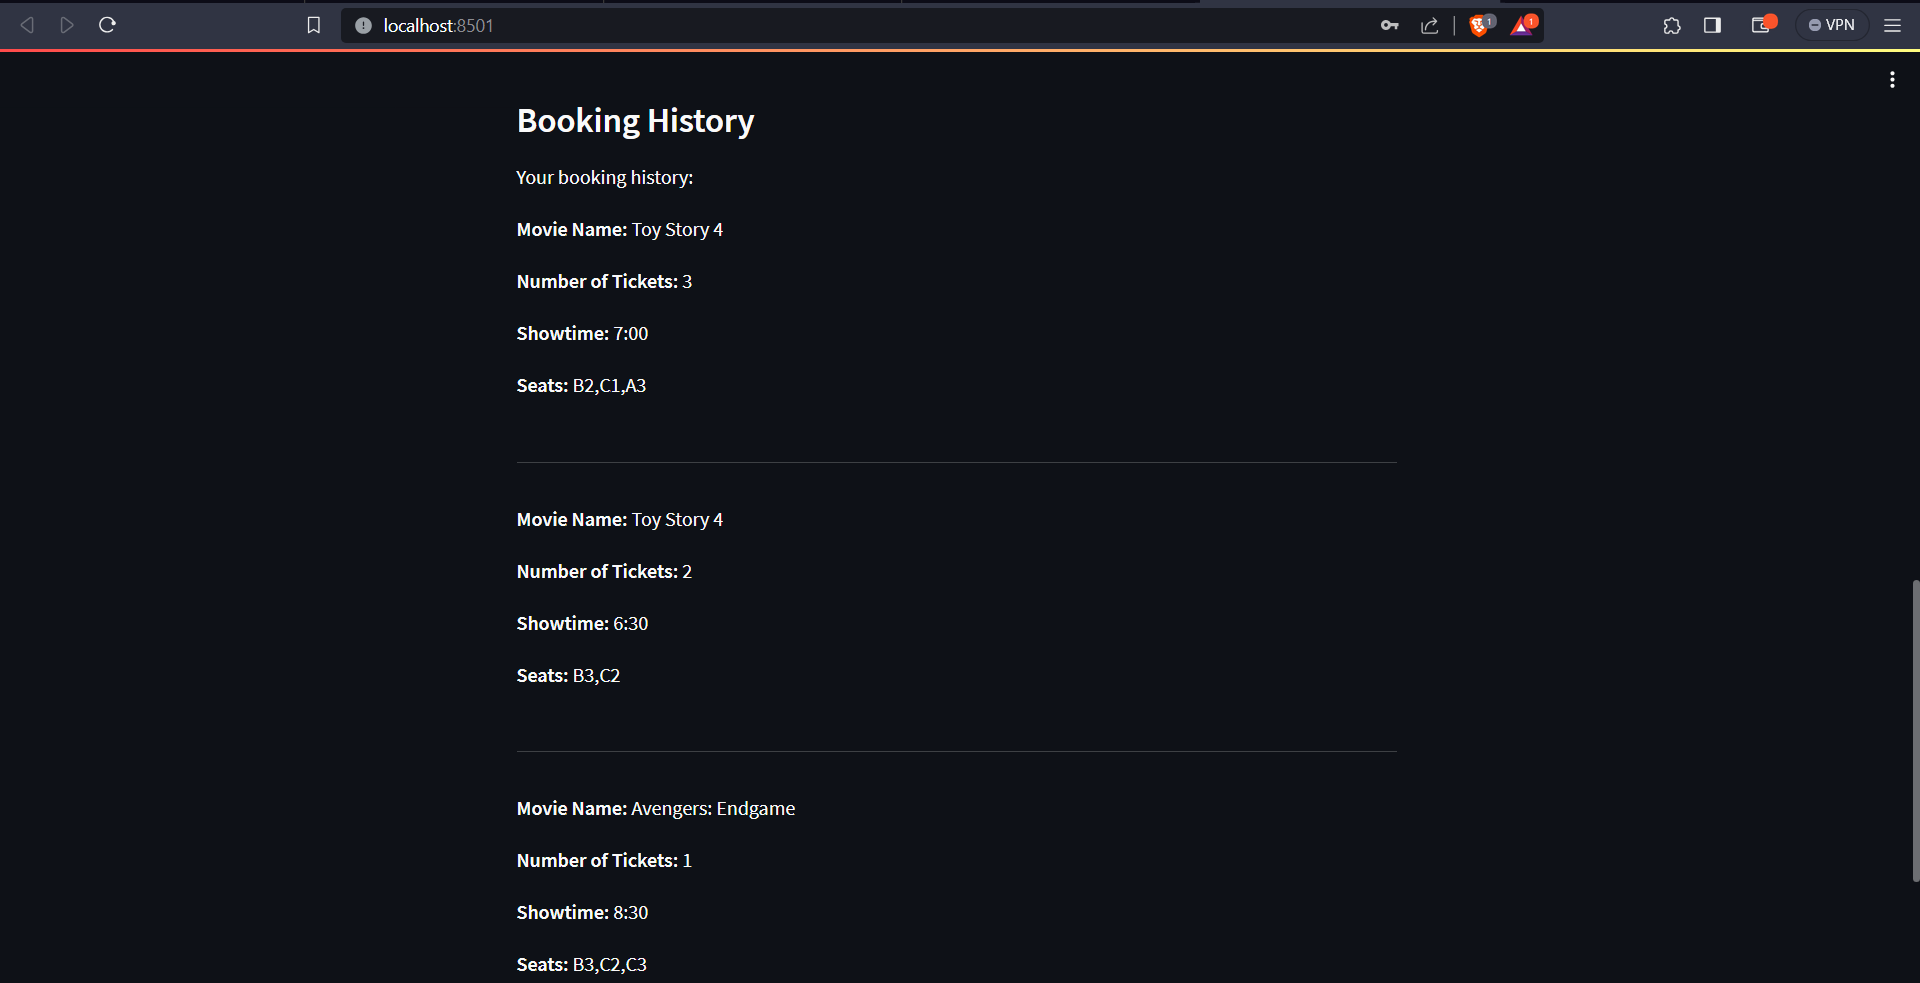 localhost:8501
1
1
VPN
Booking History
Your booking history:
Movie Name: Toy Story 4
Number of Tickets: 3
Showtime: 7:00
Seats: B2,C1,A3
Movie Name: Toy Story 4
Number of Tickets: 2
Showtime: 6:30
Seats: B3,C2
Movie Name: Avengers: Endgame
Number of Tickets: 1
Showtime: 8:30
Seats: B3,C2,C3